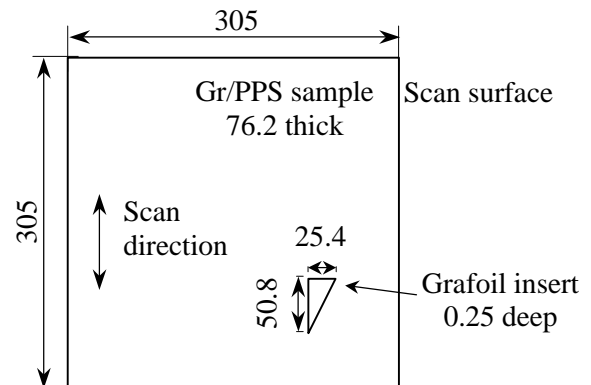 305
Gr/PPS sample
76.2 thick
Scan surface
305
Scan
direction
25.4
50.8
Grafoil insert
0.25 deep